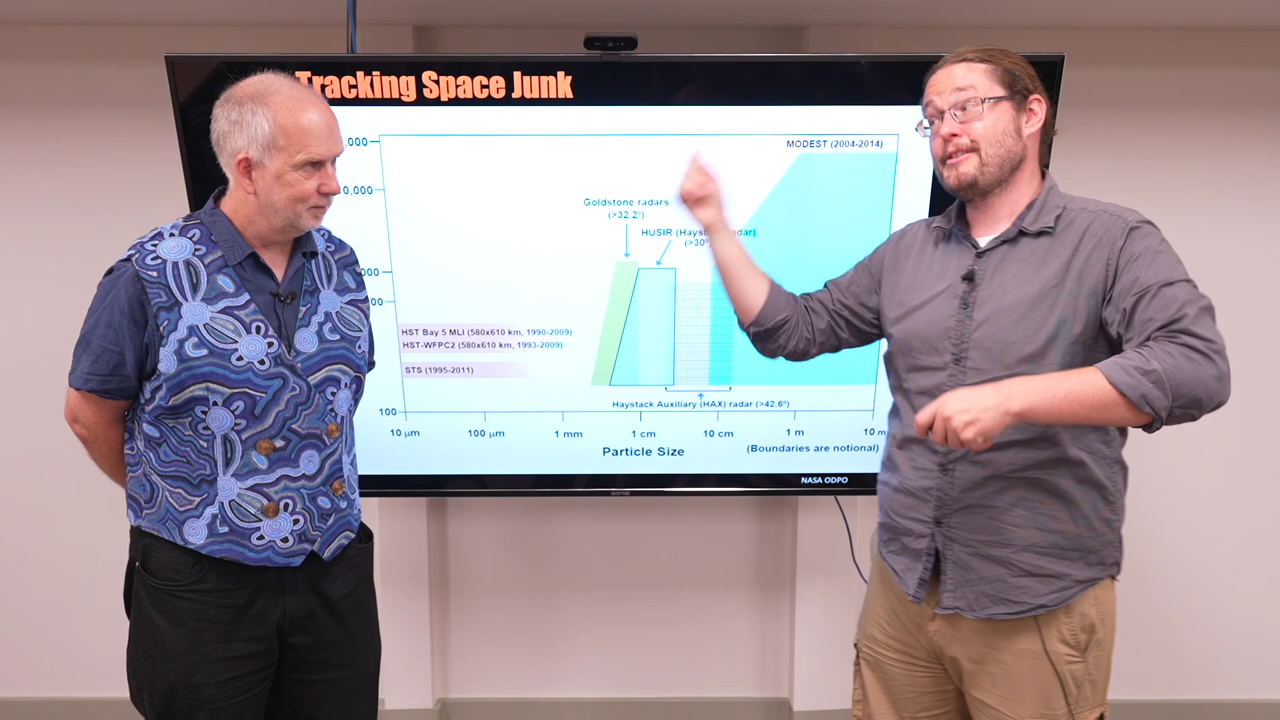 Tracking Space Junk
,000
MODEST (2004-2014)
0,000
Goldstone radars
(>32.2°)
HUSIR (Hays
adar)
(>30°
000
00
HST Bay 5 MLI (580x610 km, 1990-2009)
HST-WFPC2 (580x610 km, 1993-2009)
STS (1995-2011)
Haystack Auxiliary (HAX) radar (>42.6°)
100
10 µm 100 µm 1 mm 1 cm 10 cm 1 m 10 m
Particle Size
(Boundaries are notional)
NASA ODPO
SONIQ